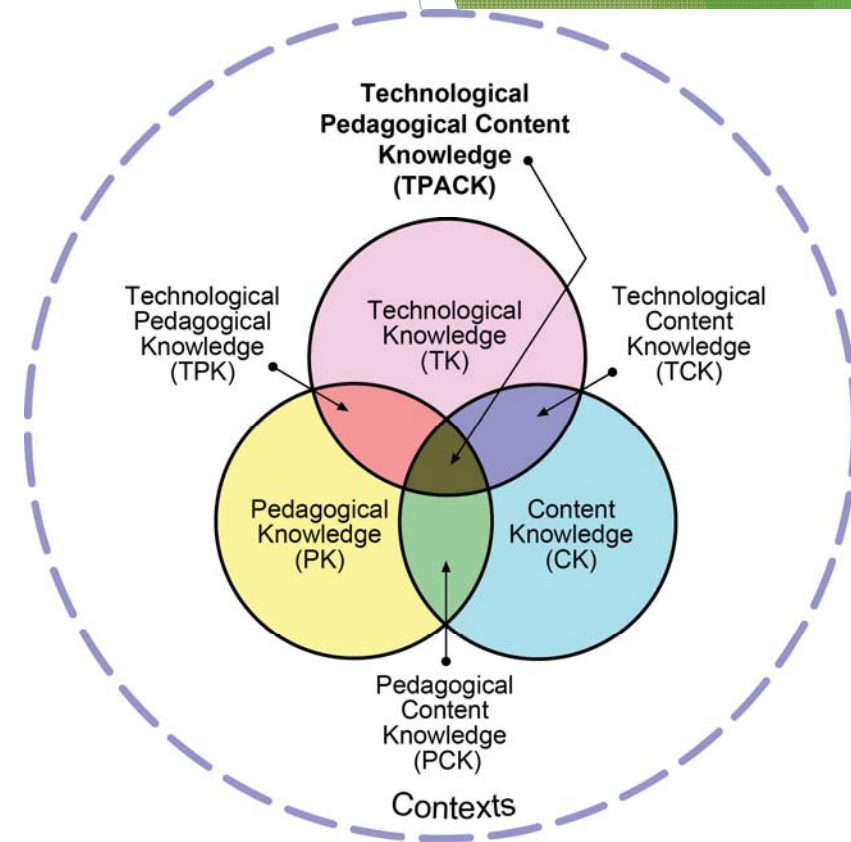 Technological
Pedagogical Content
Knowledge
(TPACK)
Technological
Pedagogical
Knowledge
(TPK)
Technological
Knowledge
(TK)
Technological
Content
Knowledge
(TCK)
Pedagogical
Knowledge
(PK)
Content
Knowledge
(CK)
Pedagogical
Content
Knowledge
(PCK)
Contexts